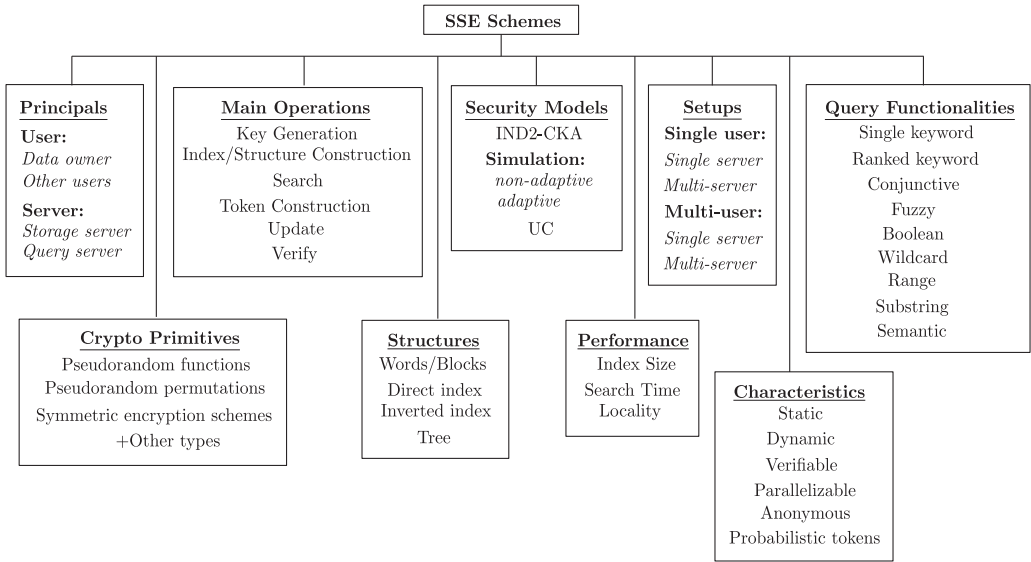 SSE Schemes
Principals
User:
Data owner
Other users
Server:
Storage server
Query server
Main Operations
Key Generation
Index/Structure Construction
Search
Token Construction
Update
Verify
Security Models
IND2-CKA
Simulation:
non-adaptive
adaptive
UC
Setups
Single user:
Single server
Multi-server
Multi-user:
Single server
Multi-server
Query Functionalities
Single keyword
Ranked keyword
Conjunctive
Fuzzy
Boolean
Wildcard
Range
Substring
Semantic
Crypto Primitives
Pseudorandom functions
Pseudorandom permutations
Symmetric encryption schemes
+Other types
Structures
Words/Blocks
Direct index
Inverted index
Tree
Performance
Index Size
Search Time
Locality
Characteristics
Static
Dynamic
Verifiable
Parallelizable
Anonymous
Probabilistic tokens